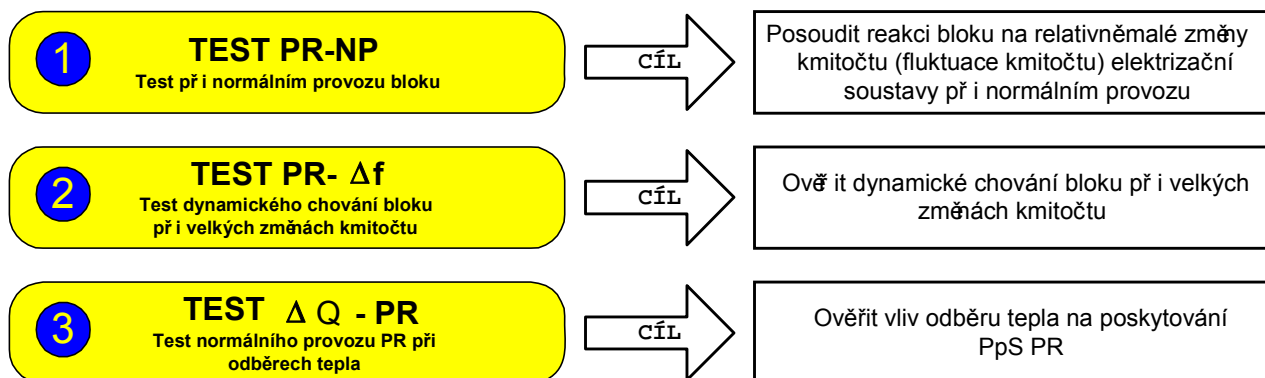 1
TEST PR-NP
Test při normálním provozu bloku
CÍL
Posoudit reakci bloku na relativněmalé změny
kmitočtu (fluktuace kmitočtu) elektrizační
soustavy při normálním provozu
2
TEST PR- Δf
Test dynamického chování bloku
při velkých změnách kmitočtu
CÍL
Ověřit dynamické chování bloku při velkých
změnách kmitočtu
3
TEST Δ Q - PR
Test normálního provozu PR při
odběrech tepla
CÍL
Ověřit vliv odběru tepla na poskytování
PpS PR